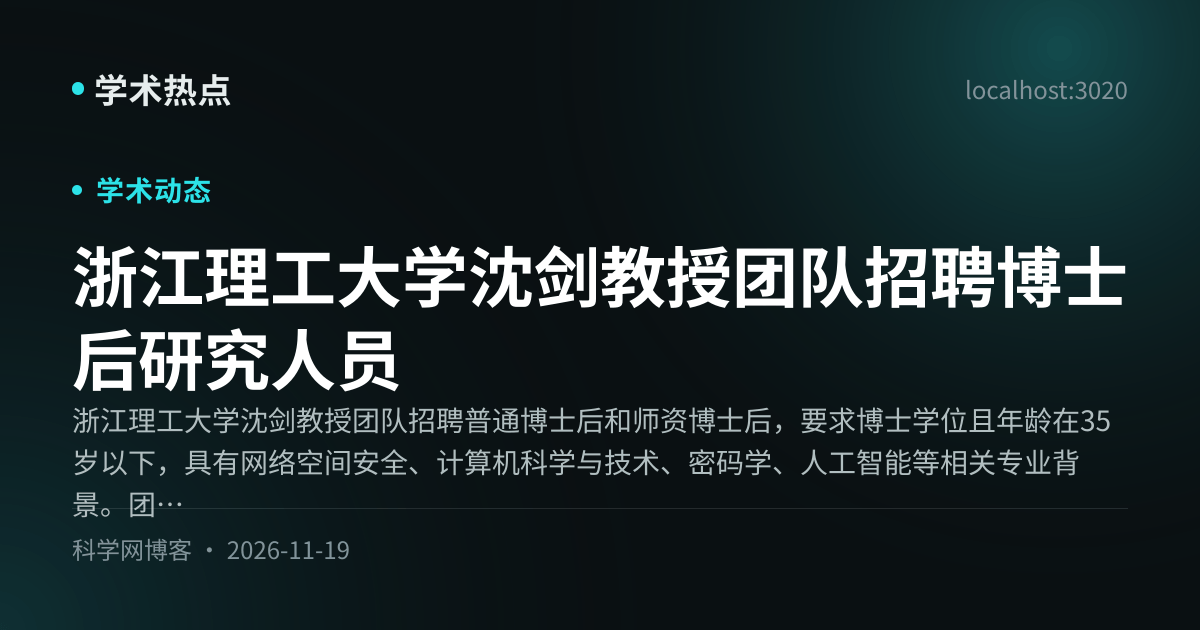 学术热点
localhost:3020
学术动态
浙江理工大学沈剑教授团队招聘博士
后研究人员
浙江理工大学沈剑教授团队招聘普通博士后和师资博士后，要求博士学位且年龄在35
岁以下，具有网络空间安全、计算机科学与技术、密码学、人工智能等相关专业背
景。团…
科学网博客 · 2026-11-19